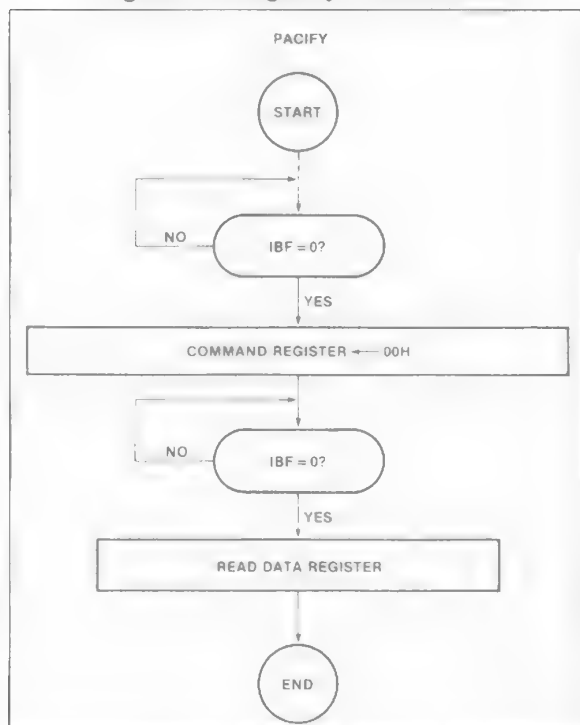 PACIFY
START
NO
IBF = 0?
YES
COMMAND REGISTER ← 00H
NO
IBF = 0?
YES
READ DATA REGISTER
END